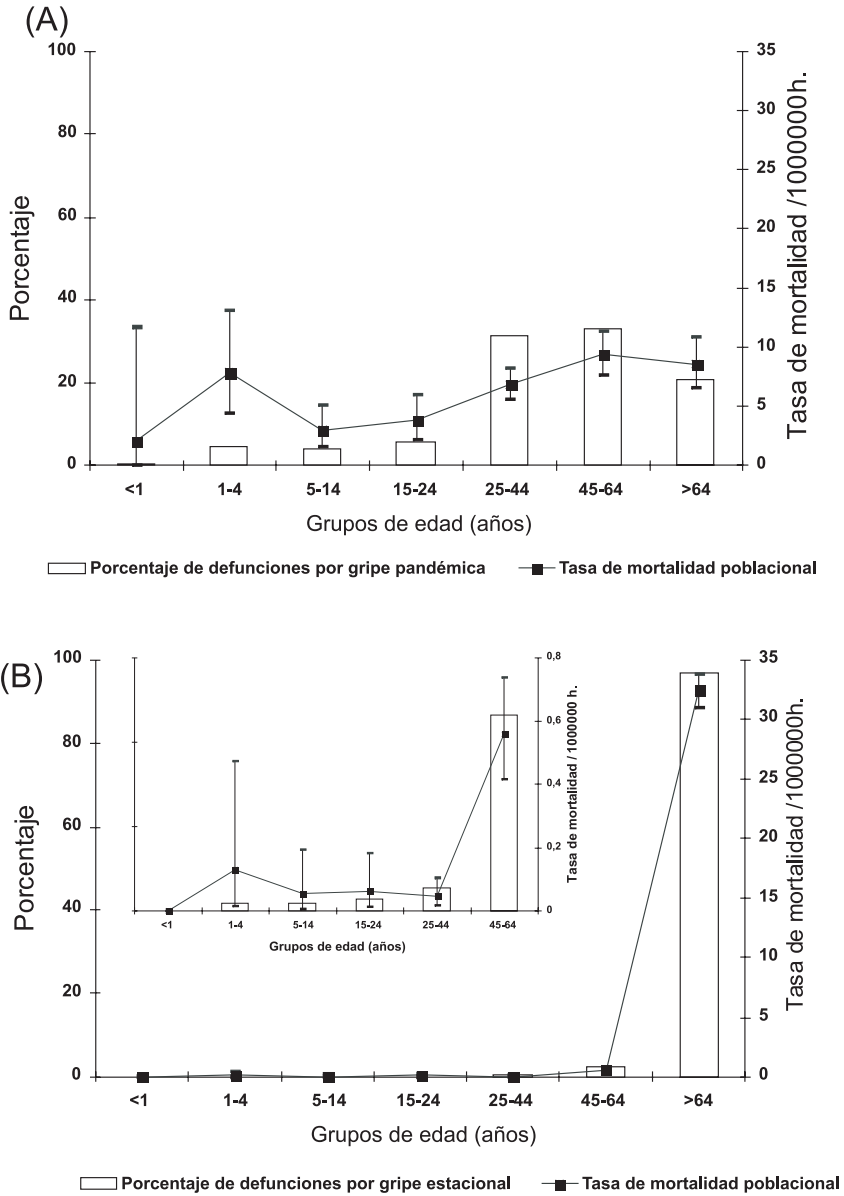 (A)
100
80
60
40
20
0
Porcentaje
35
30
25
20
15
10
5
0
Tasa de mortalidad /1000000h.
<1 1-4 5-14 15-24 25-44 45-64 >64
Grupos de edad (años)
Porcentaje de defunciones por gripe pandémica Tasa de mortalidad poblacional
(B)
100
80
60
40
20
0
Porcentaje
0,8
0,6
0,4
0,2
0
Tasa de mortalidad / 1000000 h.
<1 1-4 5-14 15-24 25-44 45-64
Grupos de edad (años)
35
30
25
20
15
10
5
0
Tasa de mortalidad /1000000h.
<1 1-4 5-14 15-24 25-44 45-64 >64
Grupos de edad (años)
Porcentaje de defunciones por gripe estacional Tasa de mortalidad poblacional